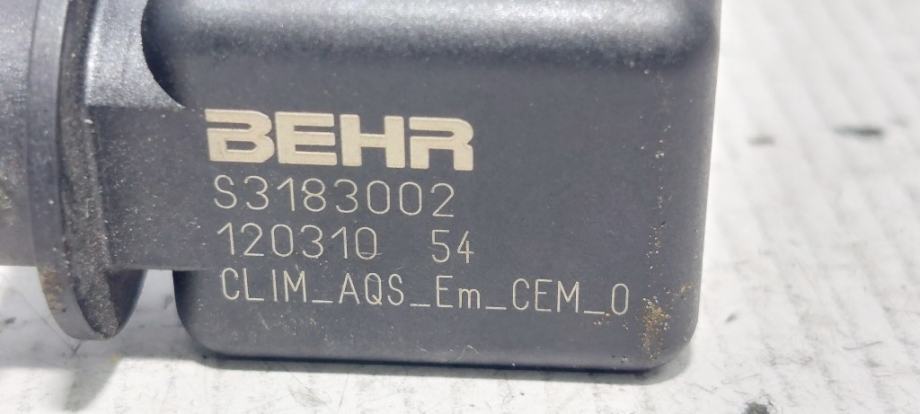 BEHR
S3183002
120310 54
CLIM_AQS_Em_CEM_0